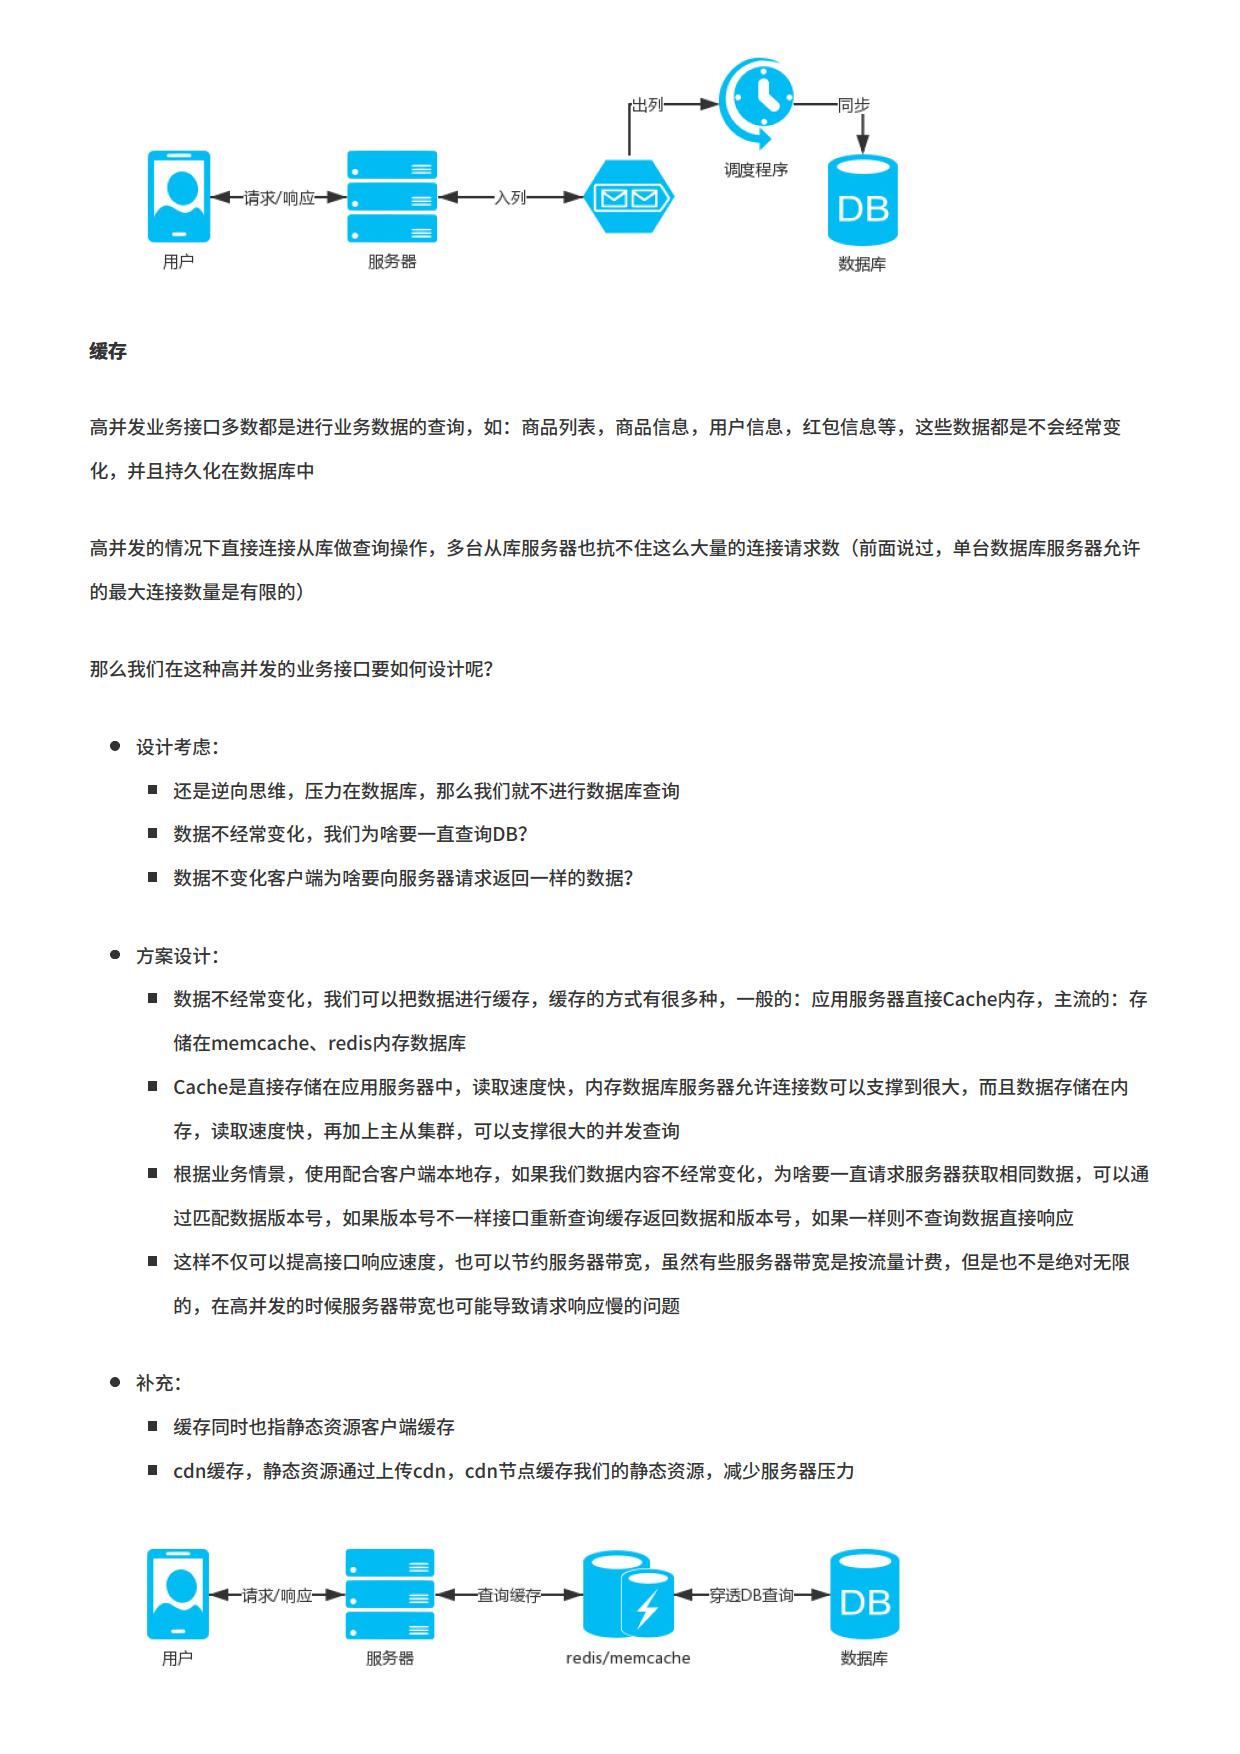 出列
同步
调度程序
请求/响应
入列
DB
用户
服务器
数据库
缓存
高并发业务接口多数都是进行业务数据的查询，如：商品列表，商品信息，用户信息，红包信息等，这些数据都是不会经常变
化，并且持久化在数据库中
高并发的情况下直接连接从库做查询操作，多台从库服务器也抗不住这么大量的连接请求数（前面说过，单台数据库服务器允许
的最大连接数量是有限的）
那么我们在这种高并发的业务接口要如何设计呢？
设计考虑：
还是逆向思维，压力在数据库，那么我们就不进行数据库查询
数据不经常变化，我们为啥要一直查询DB？
数据不变化客户端为啥要向服务器请求返回一样的数据？
方案设计：
数据不经常变化，我们可以把数据进行缓存，缓存的方式有很多种，一般的：应用服务器直接Cache内存，主流的：存
储在memcache、redis内存数据库
Cache是直接存储在应用服务器中，读取速度快，内存数据库服务器允许连接数可以支撑到很大，而且数据存储在内
存，读取速度快，再加上主从集群，可以支撑很大的并发查询
根据业务情景，使用配合客户端本地存，如果我们数据内容不经常变化，为啥要一直请求服务器获取相同数据，可以通
过匹配数据版本号，如果版本号不一样接口重新查询缓存返回数据和版本号，如果一样则不查询数据直接响应
这样不仅可以提高接口响应速度，也可以节约服务器带宽，虽然有些服务器带宽是按流量计费，但是也不是绝对无限
的，在高并发的时候服务器带宽也可能导致请求响应慢的问题
补充：
缓存同时也指静态资源客户端缓存
cdn缓存，静态资源通过上传cdn，cdn节点缓存我们的静态资源，减少服务器压力
请求/响应
查询缓存
穿透DB查询
DB
用户
服务器
redis/memcache
数据库